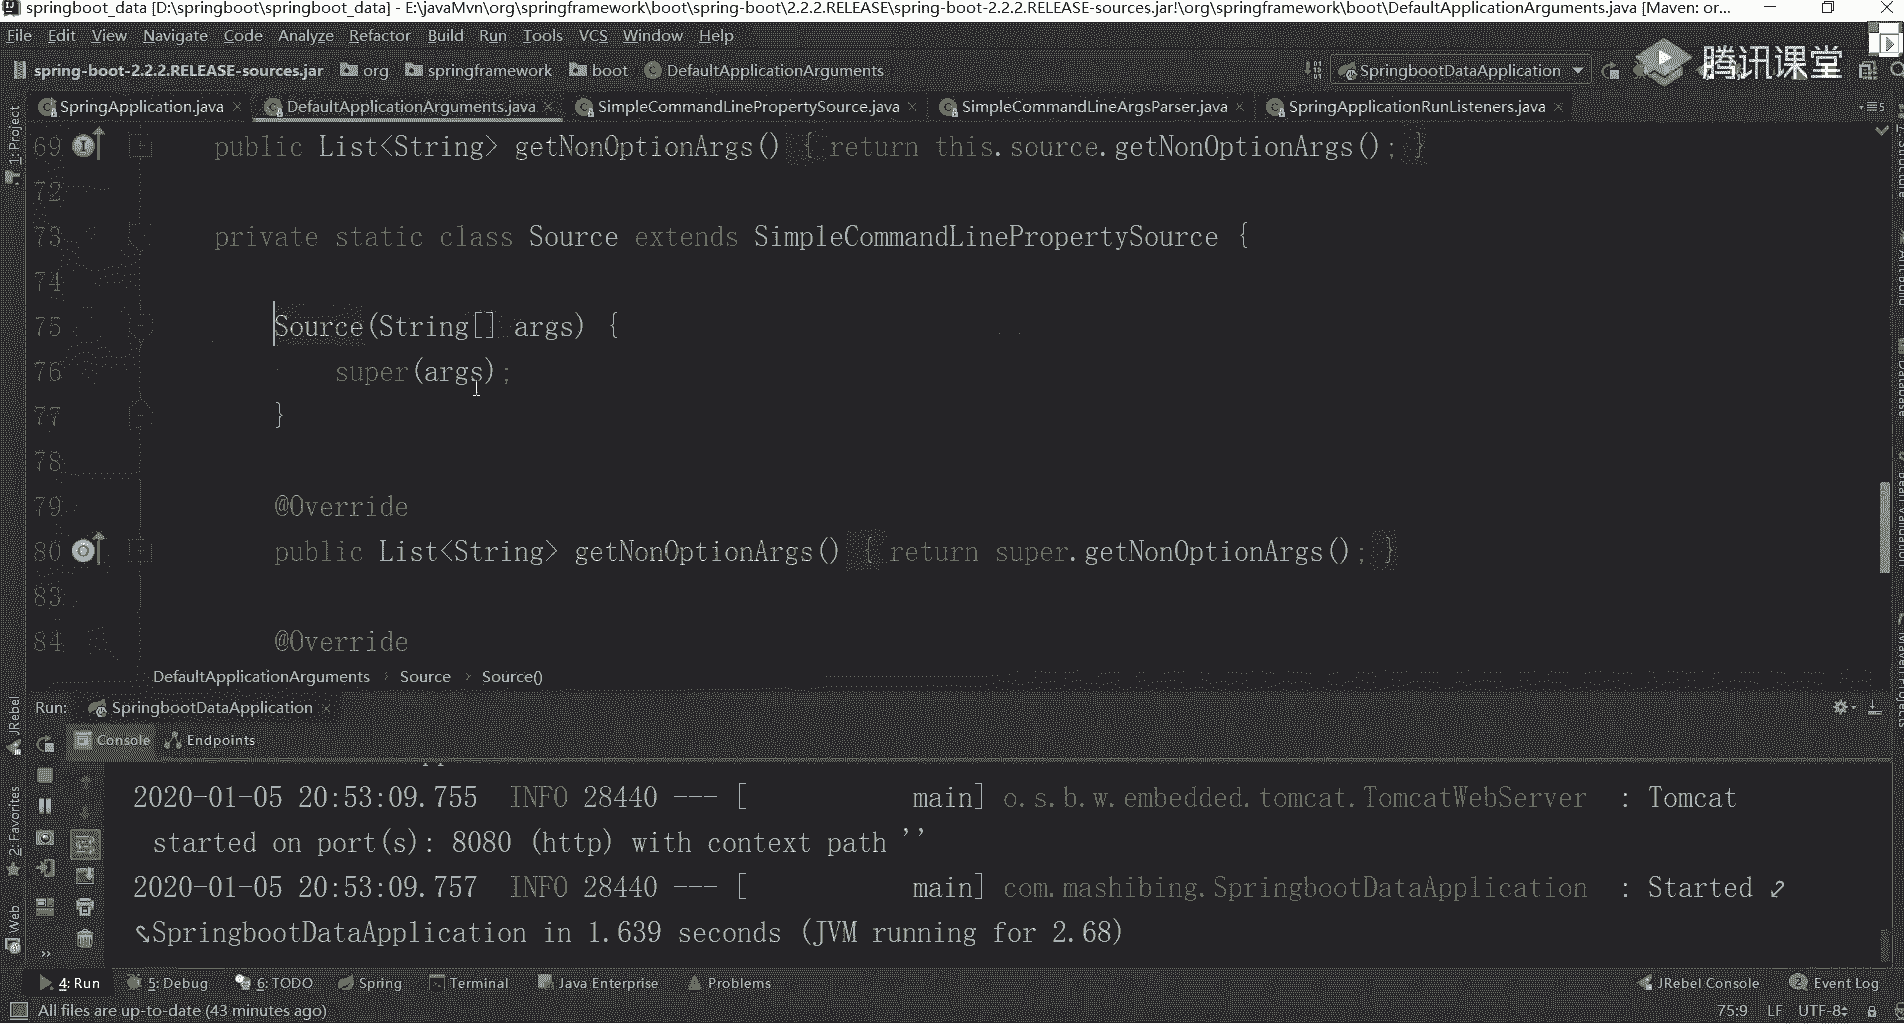 springboot_data [D:\springboot\springboot_data] - E:\javaMvn\org\springframework\boot\spring-boot\2.2.2.RELEASE\spring-boot-2.2.2.RELEASE-sources.jar!\org\springframework\boot\DefaultApplicationArguments.java [Maven: or...
File Edit View Navigate Code Analyze Refactor Build Run Tools VCS Window Help
spring-boot-2.2.2.RELEASE-sources.jar org springframework boot DefaultApplicationArguments SpringbootDataApplication 腾讯课堂
SpringApplication.java DefaultApplicationArguments.java SimpleCommandLinePropertySource.java SimpleCommandLineArgsParser.java SpringApplicationRunListeners.java 5
1: Project
69 public List<String> getNonOptionArgs() { return this.source.getNonOptionArgs(); }
72
73 private static class Source extends SimpleCommandLinePropertySource {
74
75 Source(String[] args) {
76 super(args);
77 }
78
79 @Override
80 public List<String> getNonOptionArgs() { return super.getNonOptionArgs(); }
83
84 @Override
DefaultApplicationArguments Source Source()
JRebel
2: Favorites
Web
Run: SpringbootDataApplication
Console Endpoints
2020-01-05 20:53:09.755 INFO 28440 --- [ main] o.s.b.w.embedded.tomcat.TomcatWebServer : Tomcat
started on port(s): 8080 (http) with context path ''
2020-01-05 20:53:09.757 INFO 28440 --- [ main] com.mashibing.SpringbootDataApplication : Started
SpringbootDataApplication in 1.639 seconds (JVM running for 2.68)
4: Run 5: Debug 6: TODO Spring Terminal Java Enterprise Problems JRebel Console 2 Event Log
All files are up-to-date (43 minutes ago) 75:9 LF UTF-8